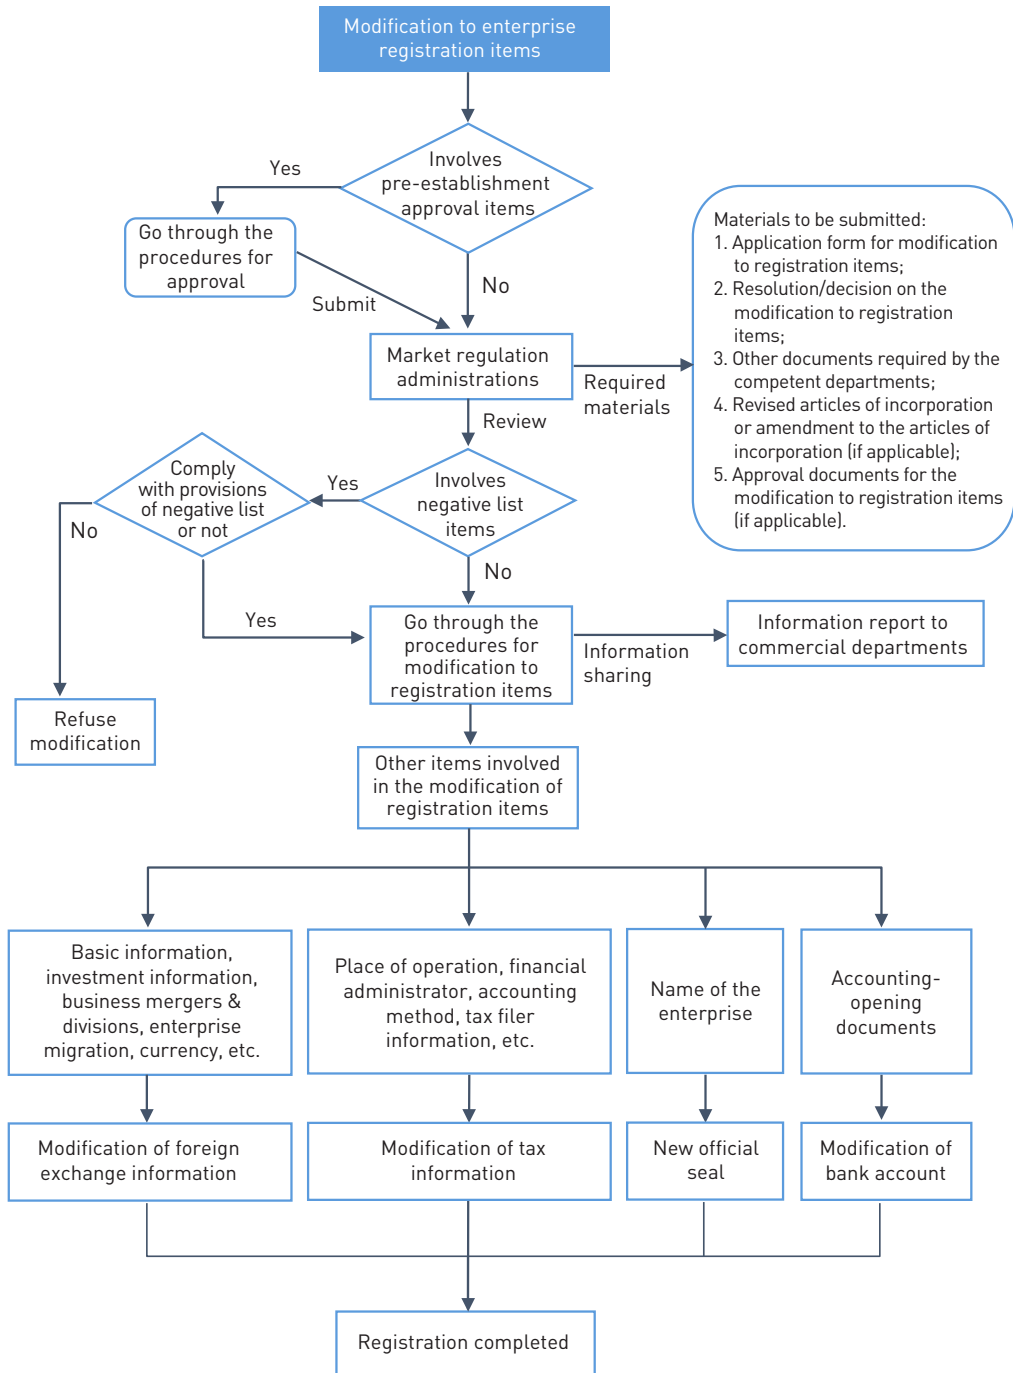 Modification to enterprise
registration items
Involves
pre-establishment
approval items
Yes
Go through the
procedures for
approval
Submit
No
Market regulation
administrations
Required
materials
Materials to be submitted:
1. Application form for modification
to registration items;
2. Resolution/decision on the
modification to registration
items;
3. Other documents required by the
competent departments;
4. Revised articles of incorporation
or amendment to the articles of
incorporation (if applicable);
5. Approval documents for the
modification to registration items
(if applicable).
Review
Involves
negative list
items
Yes
Comply
with provisions
of negative list
or not
No
Refuse
modification
Yes
No
Go through the
procedures for
modification to
registration items
Information
sharing
Information report to
commercial departments
Other items involved
in the modification of
registration items
Basic information,
investment information,
business mergers &
divisions, enterprise
migration, currency, etc.
Place of operation, financial
administrator, accounting
method, tax filer
information, etc.
Name of the
enterprise
Accounting-
opening
documents
Modification of foreign
exchange information
Modification of tax
information
New official
seal
Modification of
bank account
Registration completed